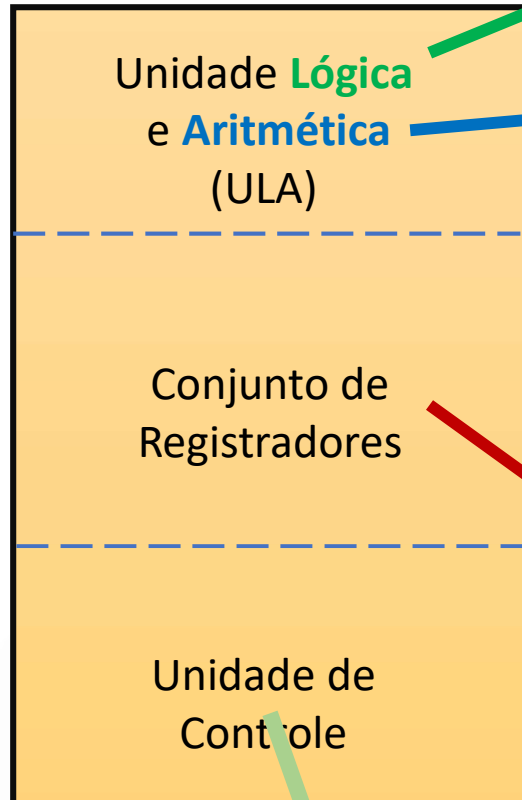 Unidade Lógica
e Aritmética
(ULA)
Conjunto de
Registradores
Unidade de
Controle